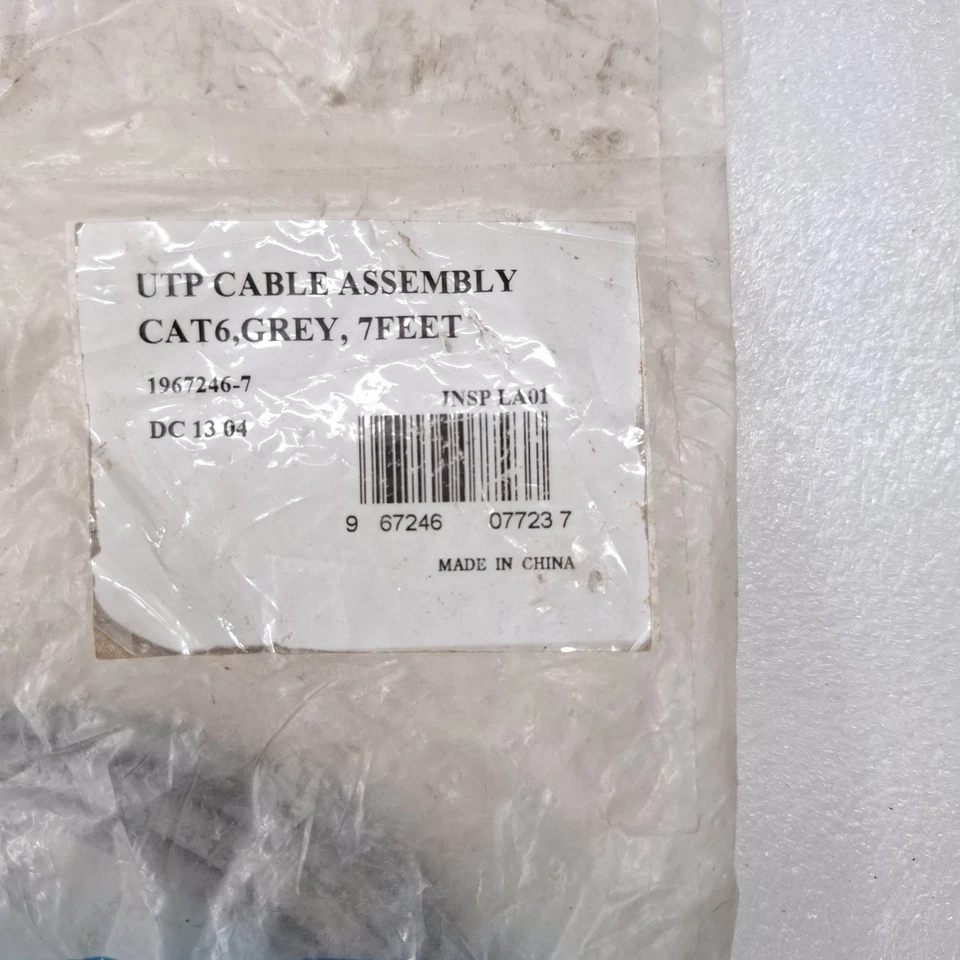 UTP CABLE ASSEMBLY
CAT6,GREY, 7FEET
1967246-7
INSP LA01
DC 13 04
9 67246 07723 7
MADE IN CHINA